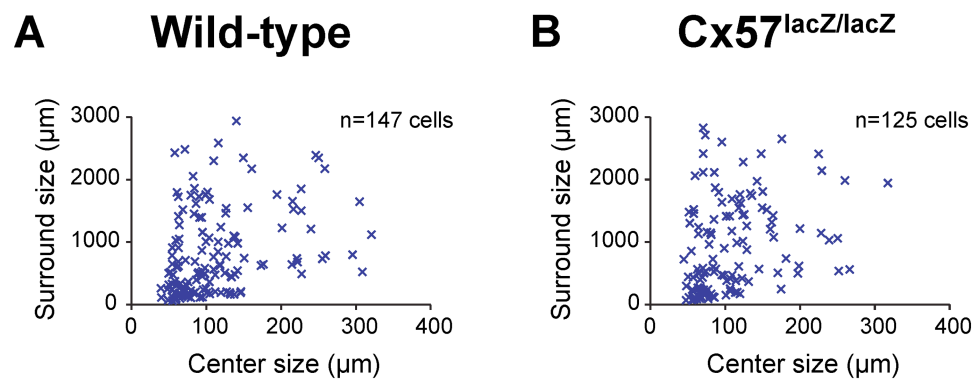 A Wild-type
B Cx57lacZ/lacZ
n=147 cells
n=125 cells
Surround size (µm)
3000
2000
1000
0
0 100 200 300 400
Center size (µm)
Surround size (µm)
3000
2000
1000
0
0 100 200 300 400
Center size (µm)